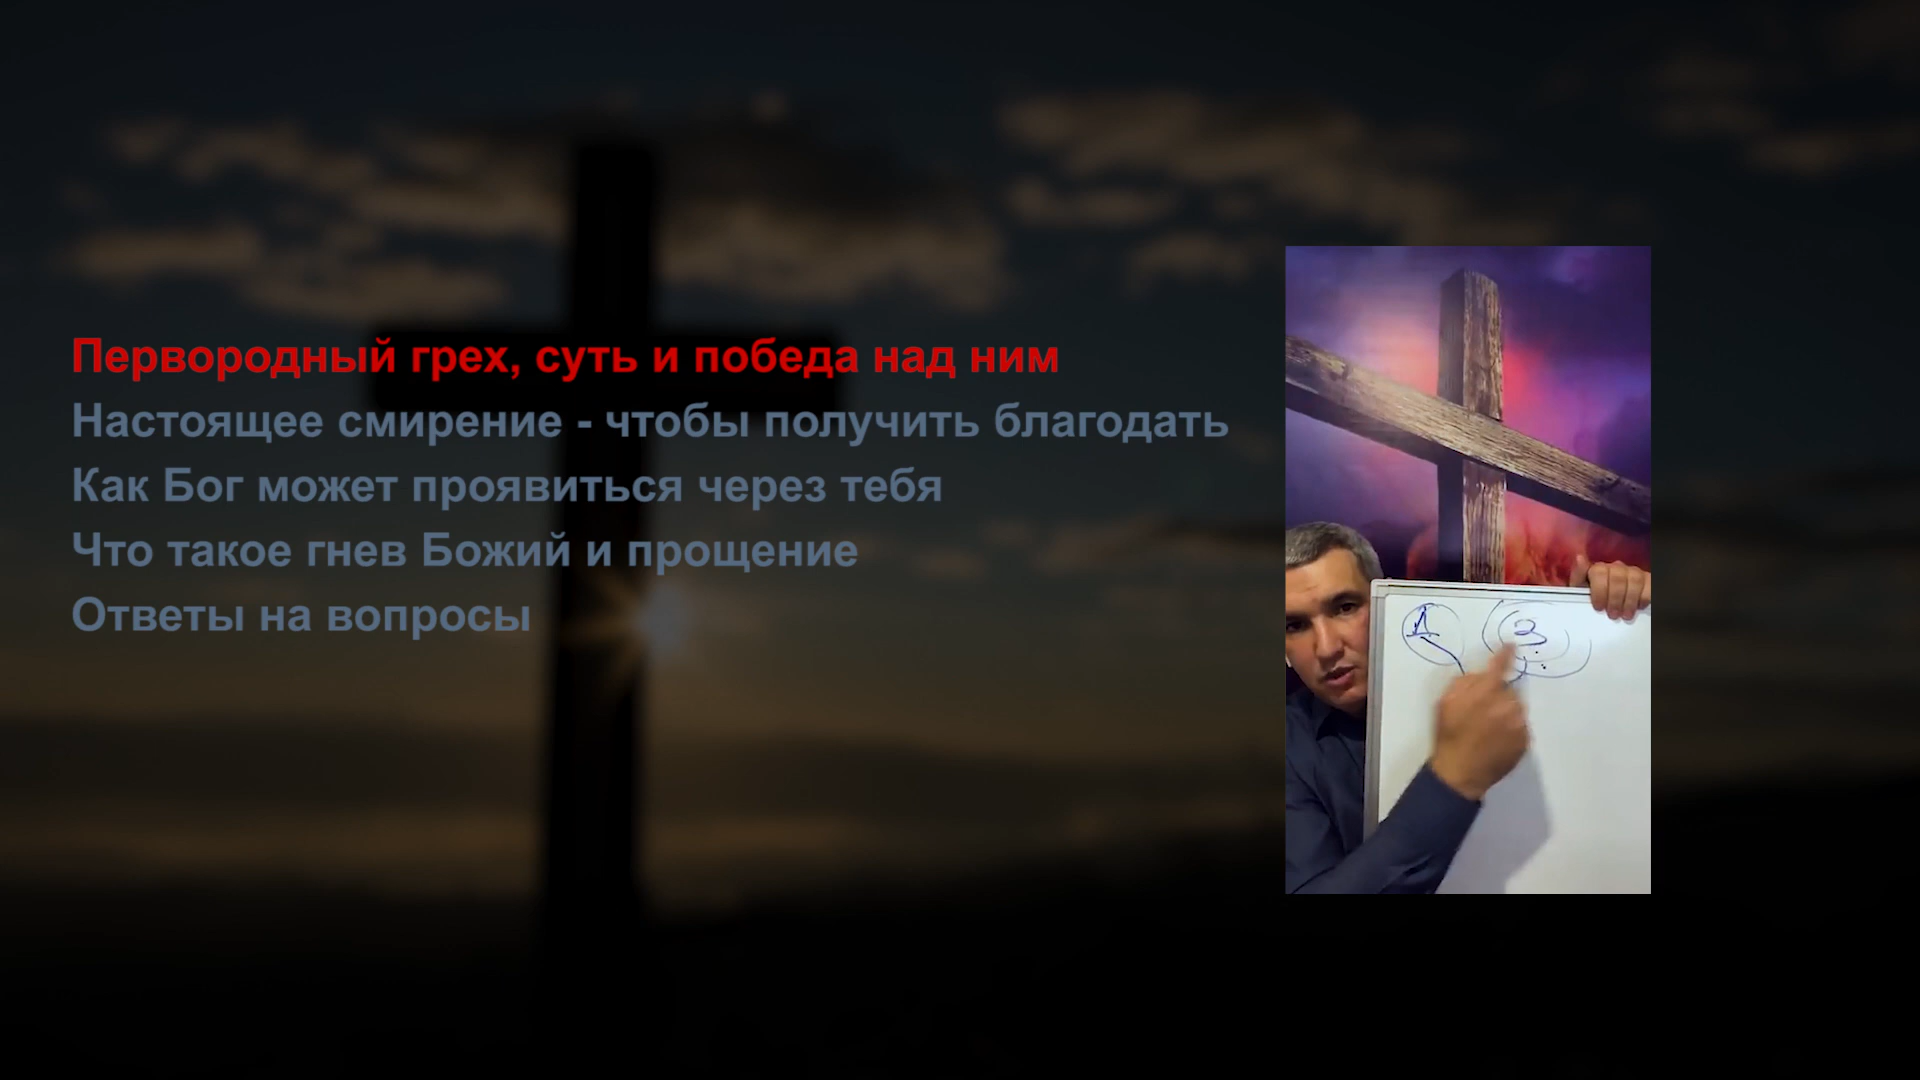 Первородный грех, суть и победа над ним
Настоящее смирение - чтобы получить благодать
Как Бог может проявиться через тебя
Что такое гнев Божий и прощение
Ответы на вопросы
Д